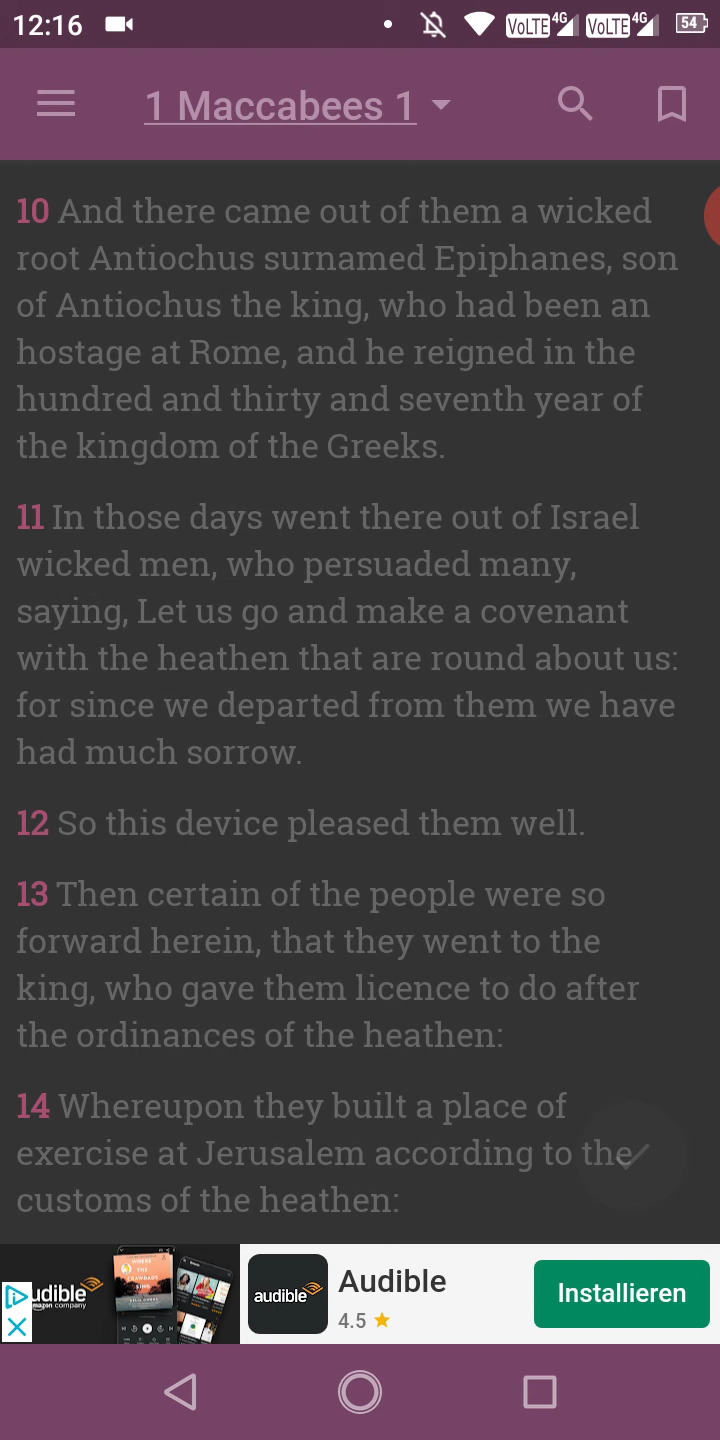 12:16
VoLTE 4G VoLTE 4G 54
1 Maccabees 1
10 And there came out of them a wicked
root Antiochus surnamed Epiphanes, son
of Antiochus the king, who had been an
hostage at Rome, and he reigned in the
hundred and thirty and seventh year of
the kingdom of the Greeks.
11 In those days went there out of Israel
wicked men, who persuaded many,
saying, Let us go and make a covenant
with the heathen that are round about us:
for since we departed from them we have
had much sorrow.
12 So this device pleased them well.
13 Then certain of the people were so
forward herein, that they went to the
king, who gave them licence to do after
the ordinances of the heathen:
14 Whereupon they built a place of
exercise at Jerusalem according to the
customs of the heathen:
udible
amazon company
audible
Audible
4.5
Installieren